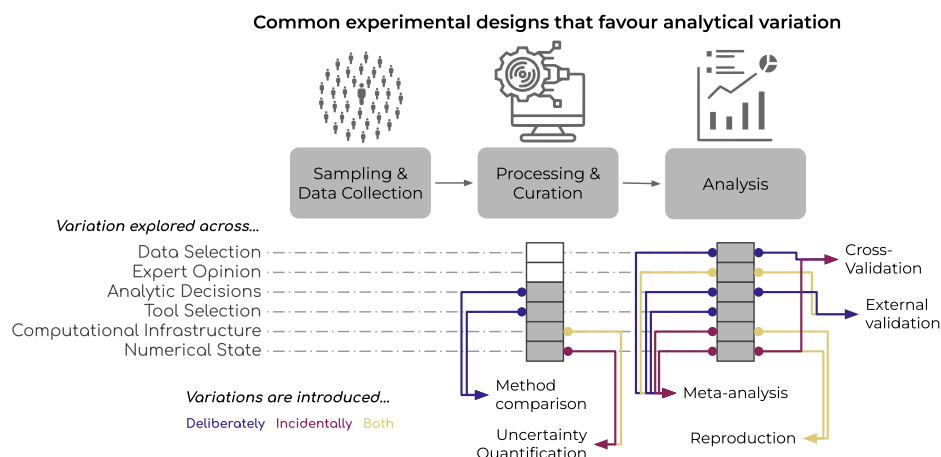 Common experimental designs that favour analytical variation
Sampling &
Data Collection
Processing &
Curation
Analysis
Variation explored across...
Data Selection
Expert Opinion
Analytic Decisions
Tool Selection
Computational Infrastructure
Numerical State
Cross-
Validation
External
validation
Variations are introduced...
Deliberately Incidentally Both
Method
comparison
Meta-analysis
Uncertainty
Quantification
Reproduction